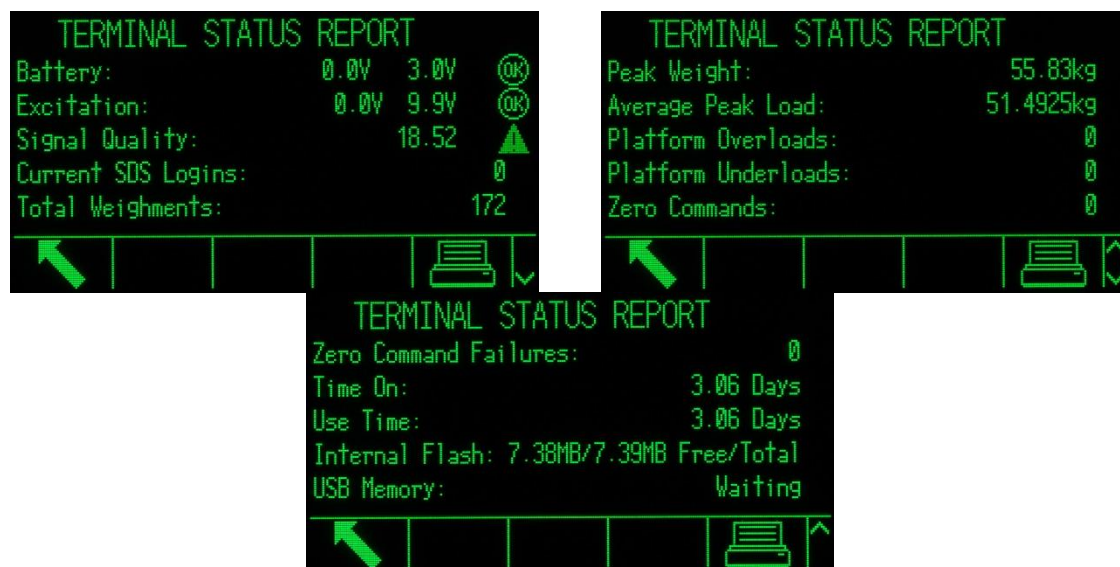 TERMINAL STATUS REPORT
Battery: 0.0V 3.0V OK
Excitation: 0.0V 9.9V OK
Signal Quality: 18.52
Current SDS Logins: 0
Total Weighments: 172
TERMINAL STATUS REPORT
Peak Weight: 55.83kg
Average Peak Load: 51.4925kg
Platform Overloads: 0
Platform Underloads: 0
Zero Commands: 0
TERMINAL STATUS REPORT
Zero Command Failures: 0
Time On: 3.06 Days
Use Time: 3.06 Days
Internal Flash: 7.38MB/7.39MB Free/Total
USB Memory: Waiting